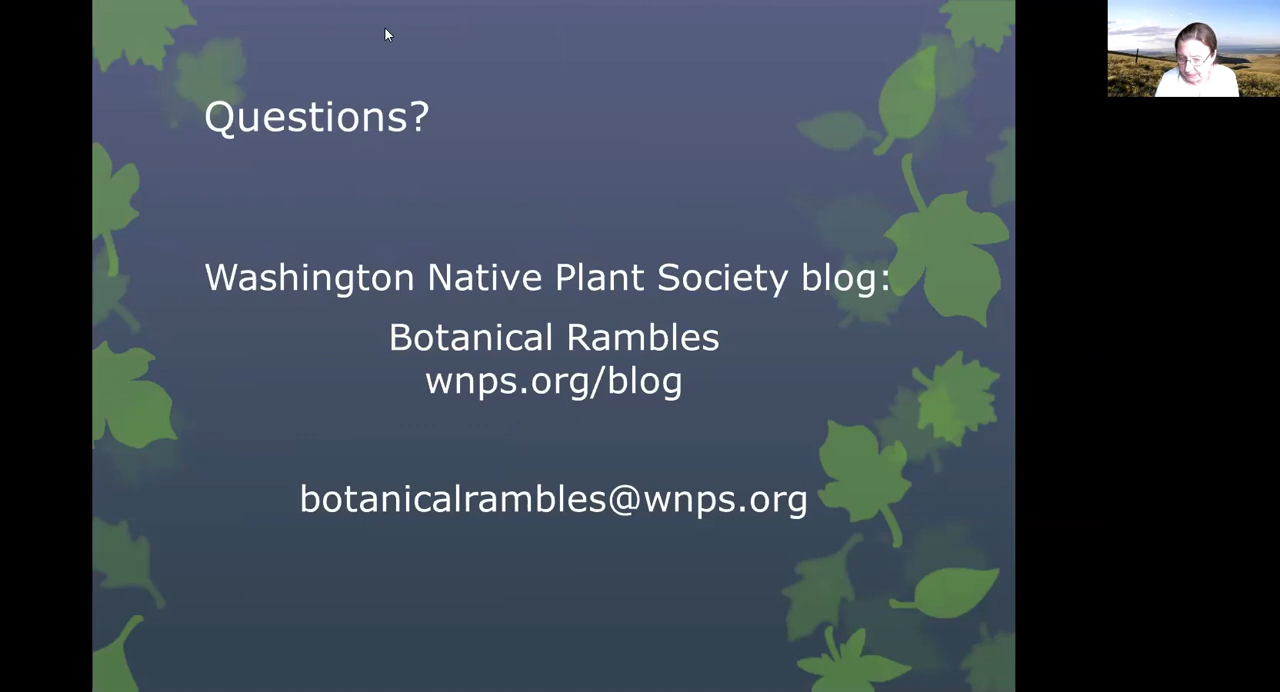 Questions?
Washington Native Plant Society blog:
Botanical Rambles
wnps.org/blog
botanicalrambles@wnps.org